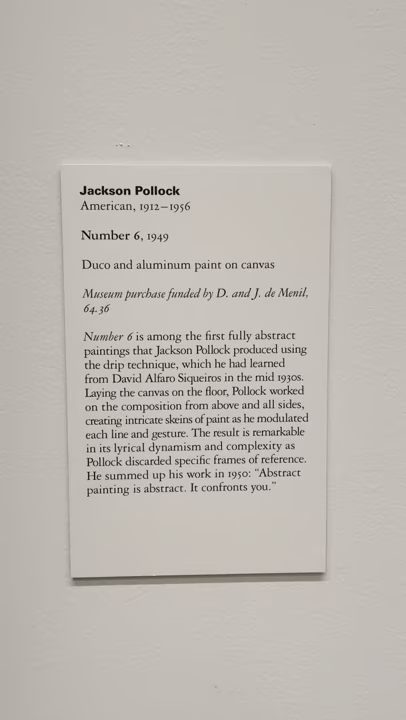 Jackson Pollock
American, 1912–1956
Number 6, 1949
Duco and aluminum paint on canvas
Museum purchase funded by D. and J. de Menil,
64.36
Number 6 is among the first fully abstract
paintings that Jackson Pollock produced using
the drip technique, which he had learned
from David Alfaro Siqueiros in the mid 1930s.
Laying the canvas on the floor, Pollock worked
on the composition from above and all sides,
creating intricate skeins of paint as he modulated
each line and gesture. The result is remarkable
in its lyrical dynamism and complexity as
Pollock discarded specific frames of reference.
He summed up his work in 1950: “Abstract
painting is abstract. It confronts you.”